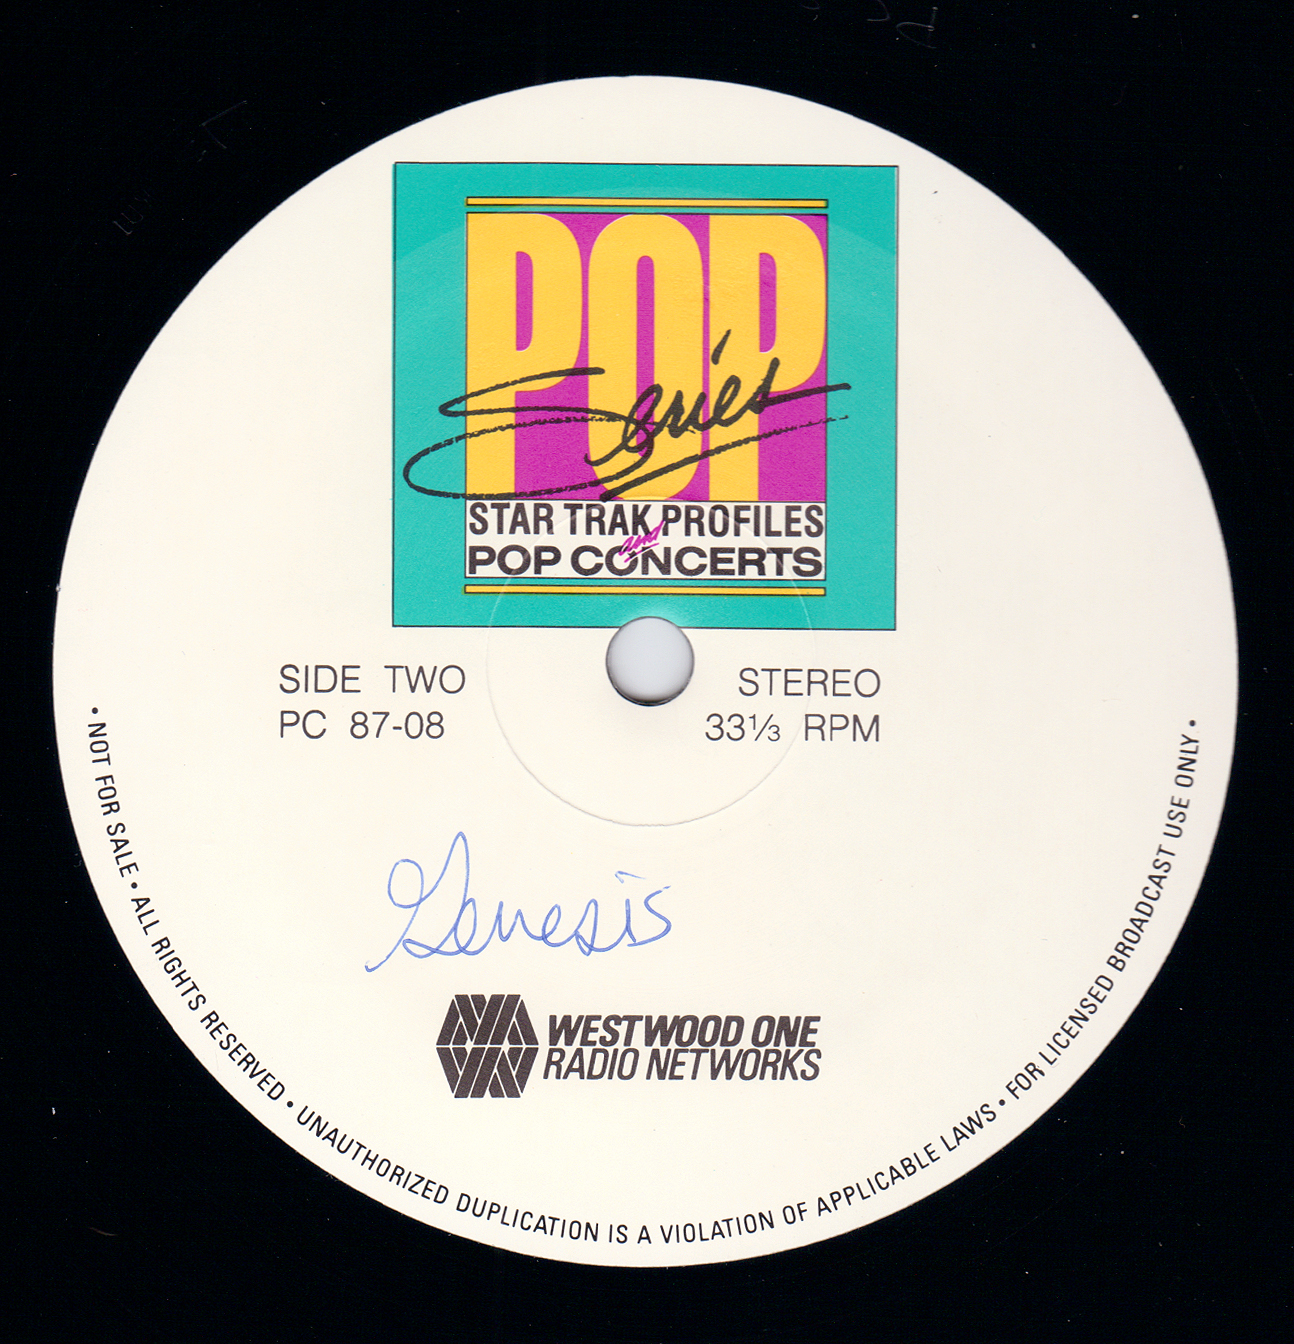 POP
Series
STAR TRAK PROFILES
and
POP CONCERTS
SIDE TWO
STEREO
PC 87-08
33⅓ RPM
Genesis
WESTWOOD ONE
RADIO NETWORKS
• NOT FOR SALE • ALL RIGHTS RESERVED • UNAUTHORIZED DUPLICATION IS A VIOLATION OF APPLICABLE LAWS • FOR LICENSED BROADCAST USE ONLY •